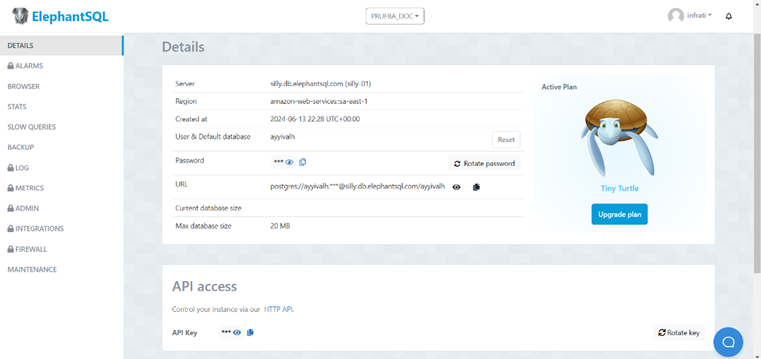 ElephantSQL
PRUEBA_DOC
infrati
DETAILS
ALARMS
BROWSER
STATS
SLOW QUERIES
BACKUP
LOG
METRICS
ADMIN
INTEGRATIONS
FIREWALL
MAINTENANCE
Details
Server silly.db.elephantsql.com (silly-01)
Region amazon-web-services::sa-east-1
Created at 2024-06-13 22:28 UTC+00:00
User & Default database ayyivalh Reset
Password *** Rotate password
URL postgres://ayyivalh:***@silly.db.elephantsql.com/ayyivalh
Current database size
Max database size 20 MB
Active Plan
Tiny Turtle
Upgrade plan
API access
Control your instance via our HTTP API.
API Key *** Rotate key